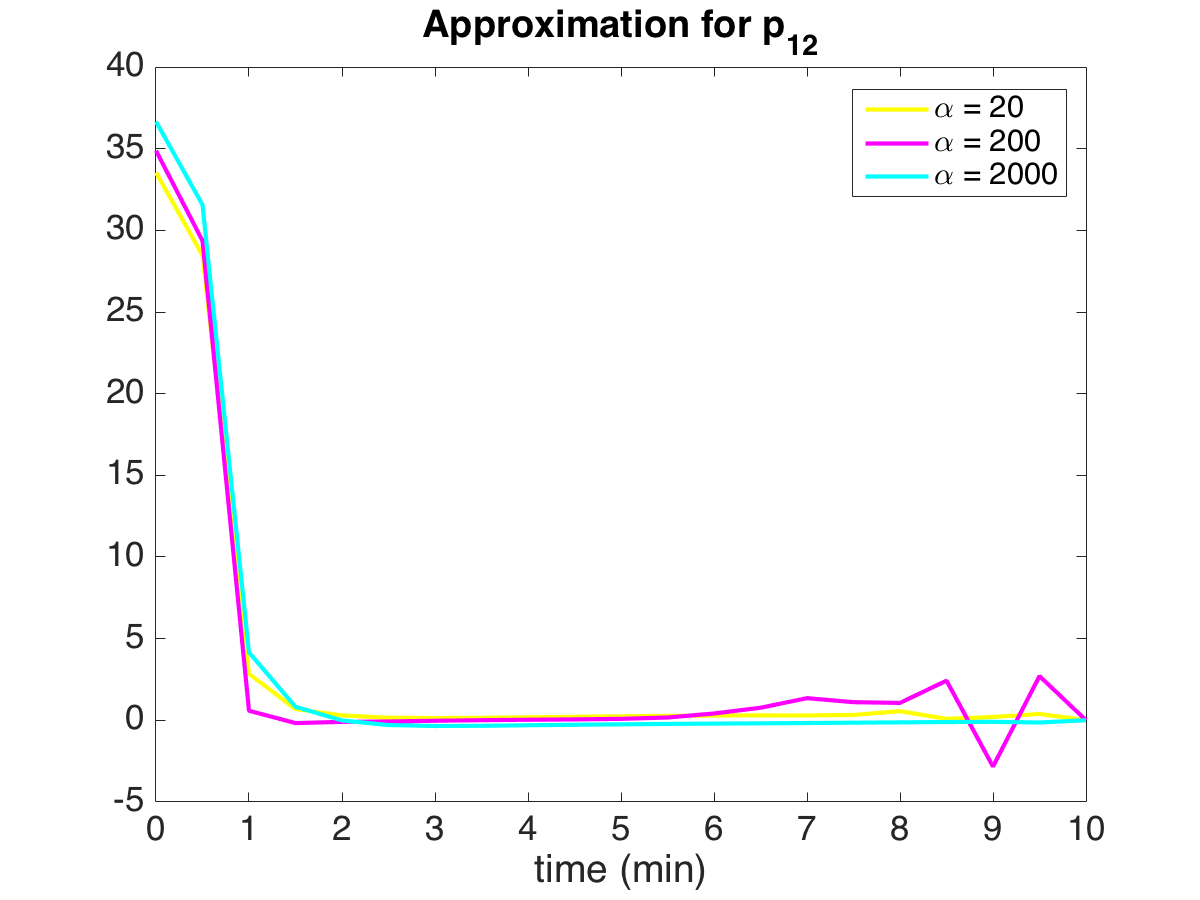 Approximation for p₁₂
40
35
30
25
20
15
10
5
0
-5
α = 20
α = 200
α = 2000
0 1 2 3 4 5 6 7 8 9 10
time (min)